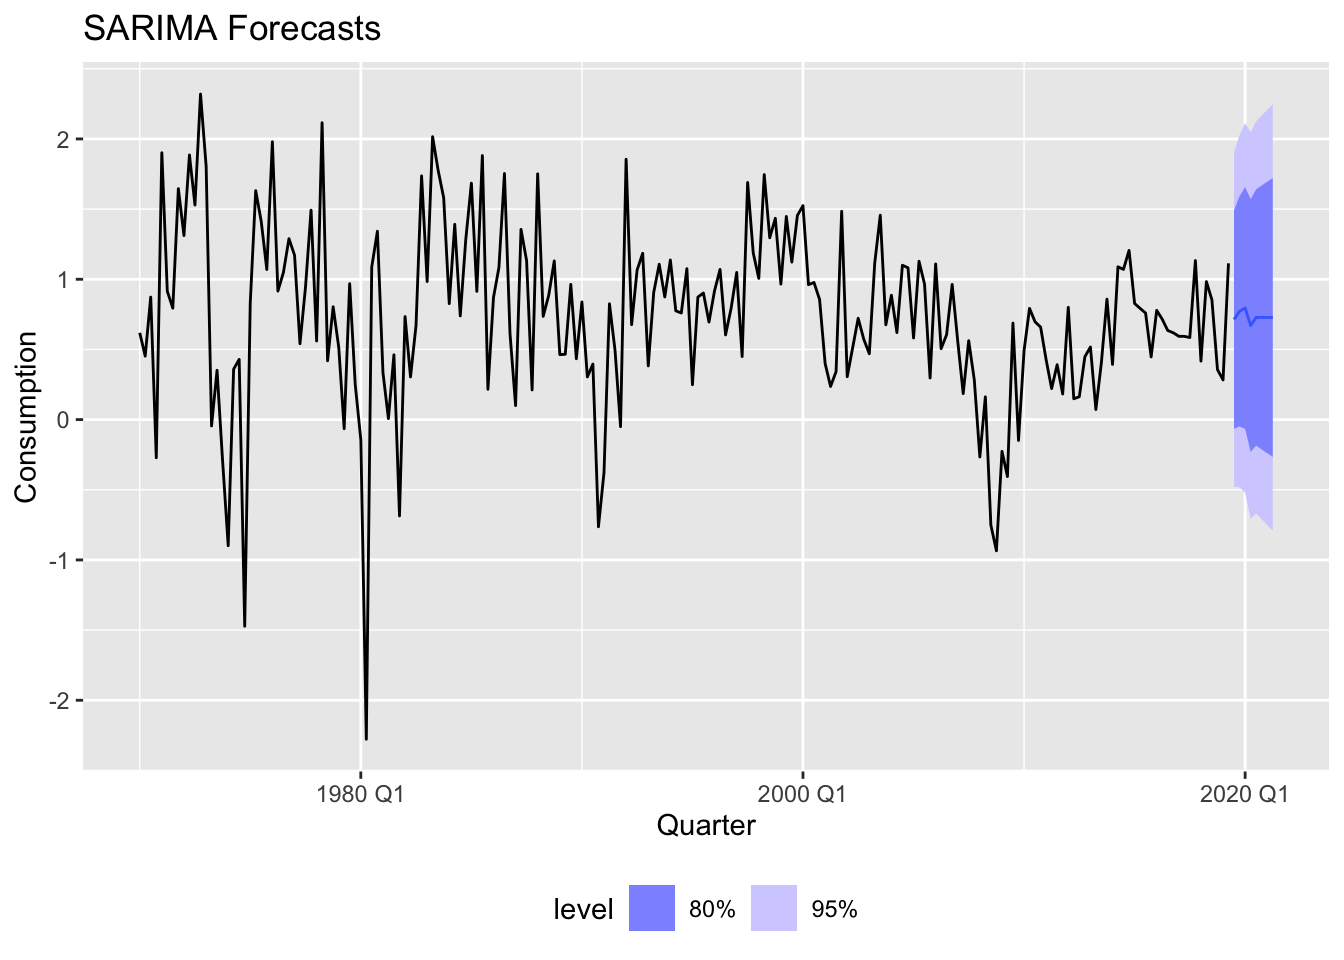 SARIMA Forecasts
Consumption
2
1
0
-1
-2
1980 Q1 2000 Q1 2020 Q1
Quarter
level 80% 95%